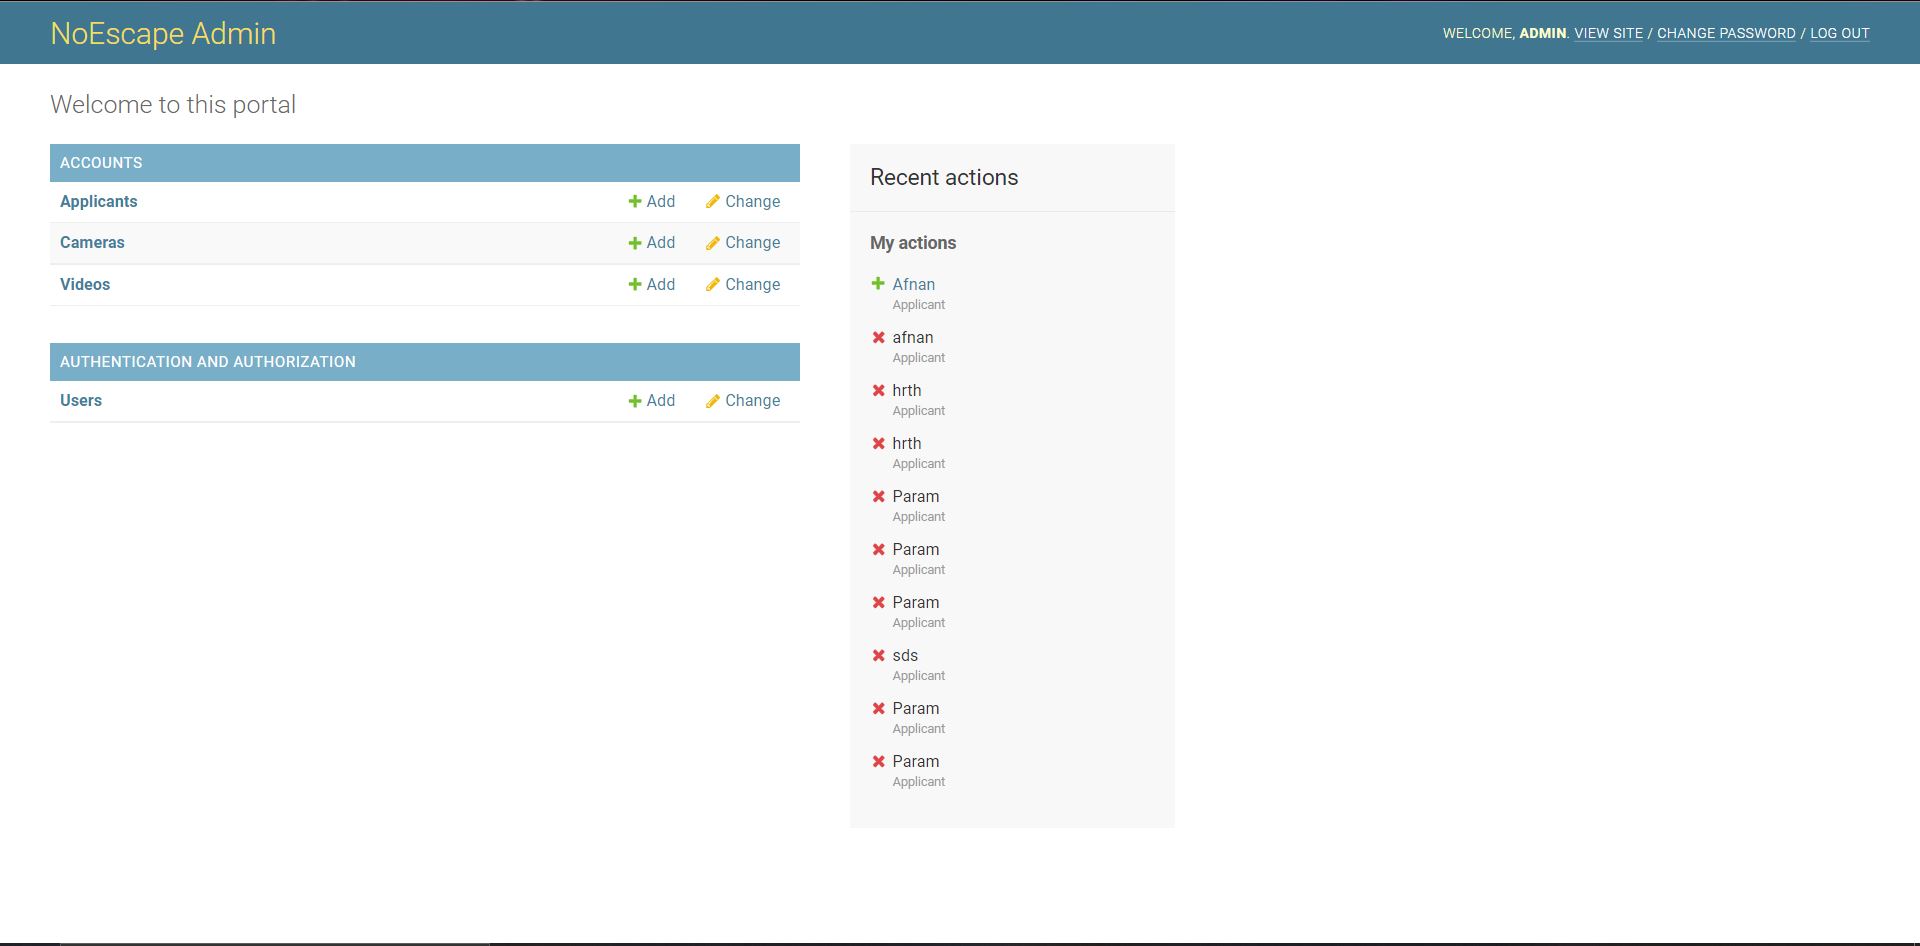 NoEscape Admin
WELCOME, ADMIN. VIEW SITE / CHANGE PASSWORD / LOG OUT
Welcome to this portal
ACCOUNTS
Applicants Add Change
Cameras Add Change
Videos Add Change
AUTHENTICATION AND AUTHORIZATION
Users Add Change
Recent actions
My actions
Afnan
Applicant
afnan
Applicant
hrth
Applicant
hrth
Applicant
Param
Applicant
Param
Applicant
Param
Applicant
sds
Applicant
Param
Applicant
Param
Applicant